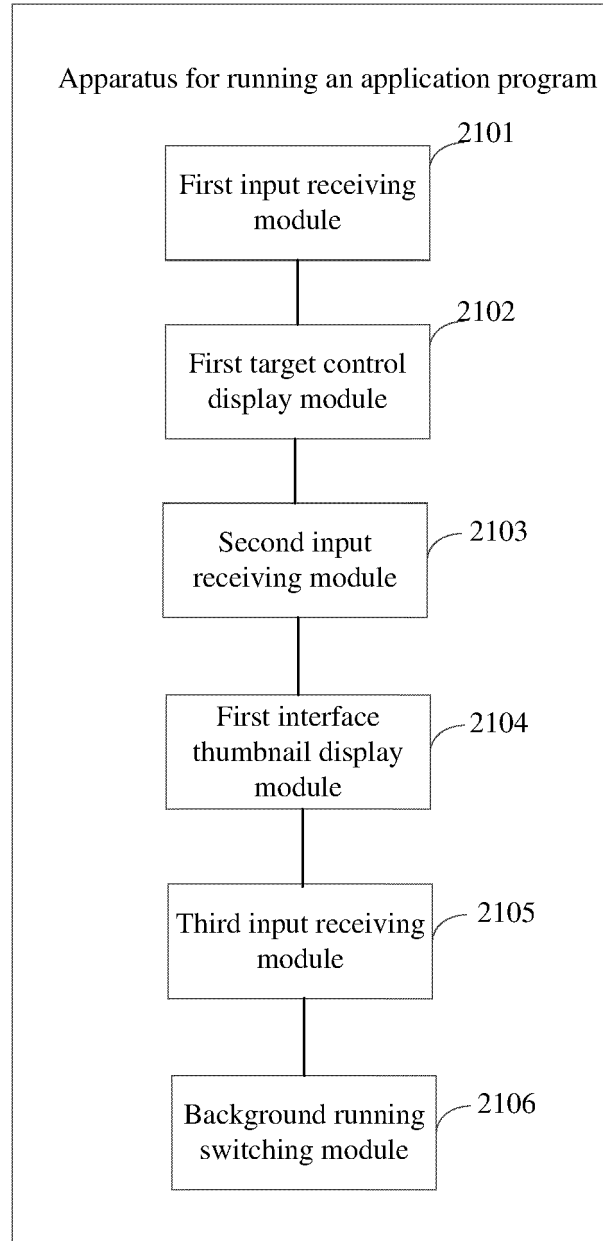 Apparatus for running an application program
2101
First input receiving
module
2102
First target control
display module
2103
Second input
receiving module
2104
First interface
thumbnail display
module
2105
Third input receiving
module
2106
Background running
switching module